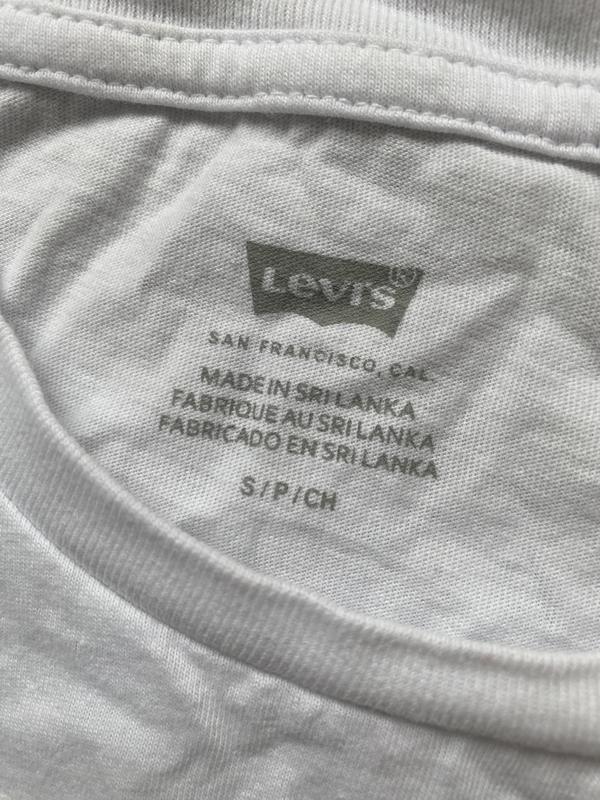 Levi's®
SAN FRANCISCO, CAL.
MADE IN SRI LANKA
FABRIQUE AU SRI LANKA
FABRICADO EN SRI LANKA
S/P/CH